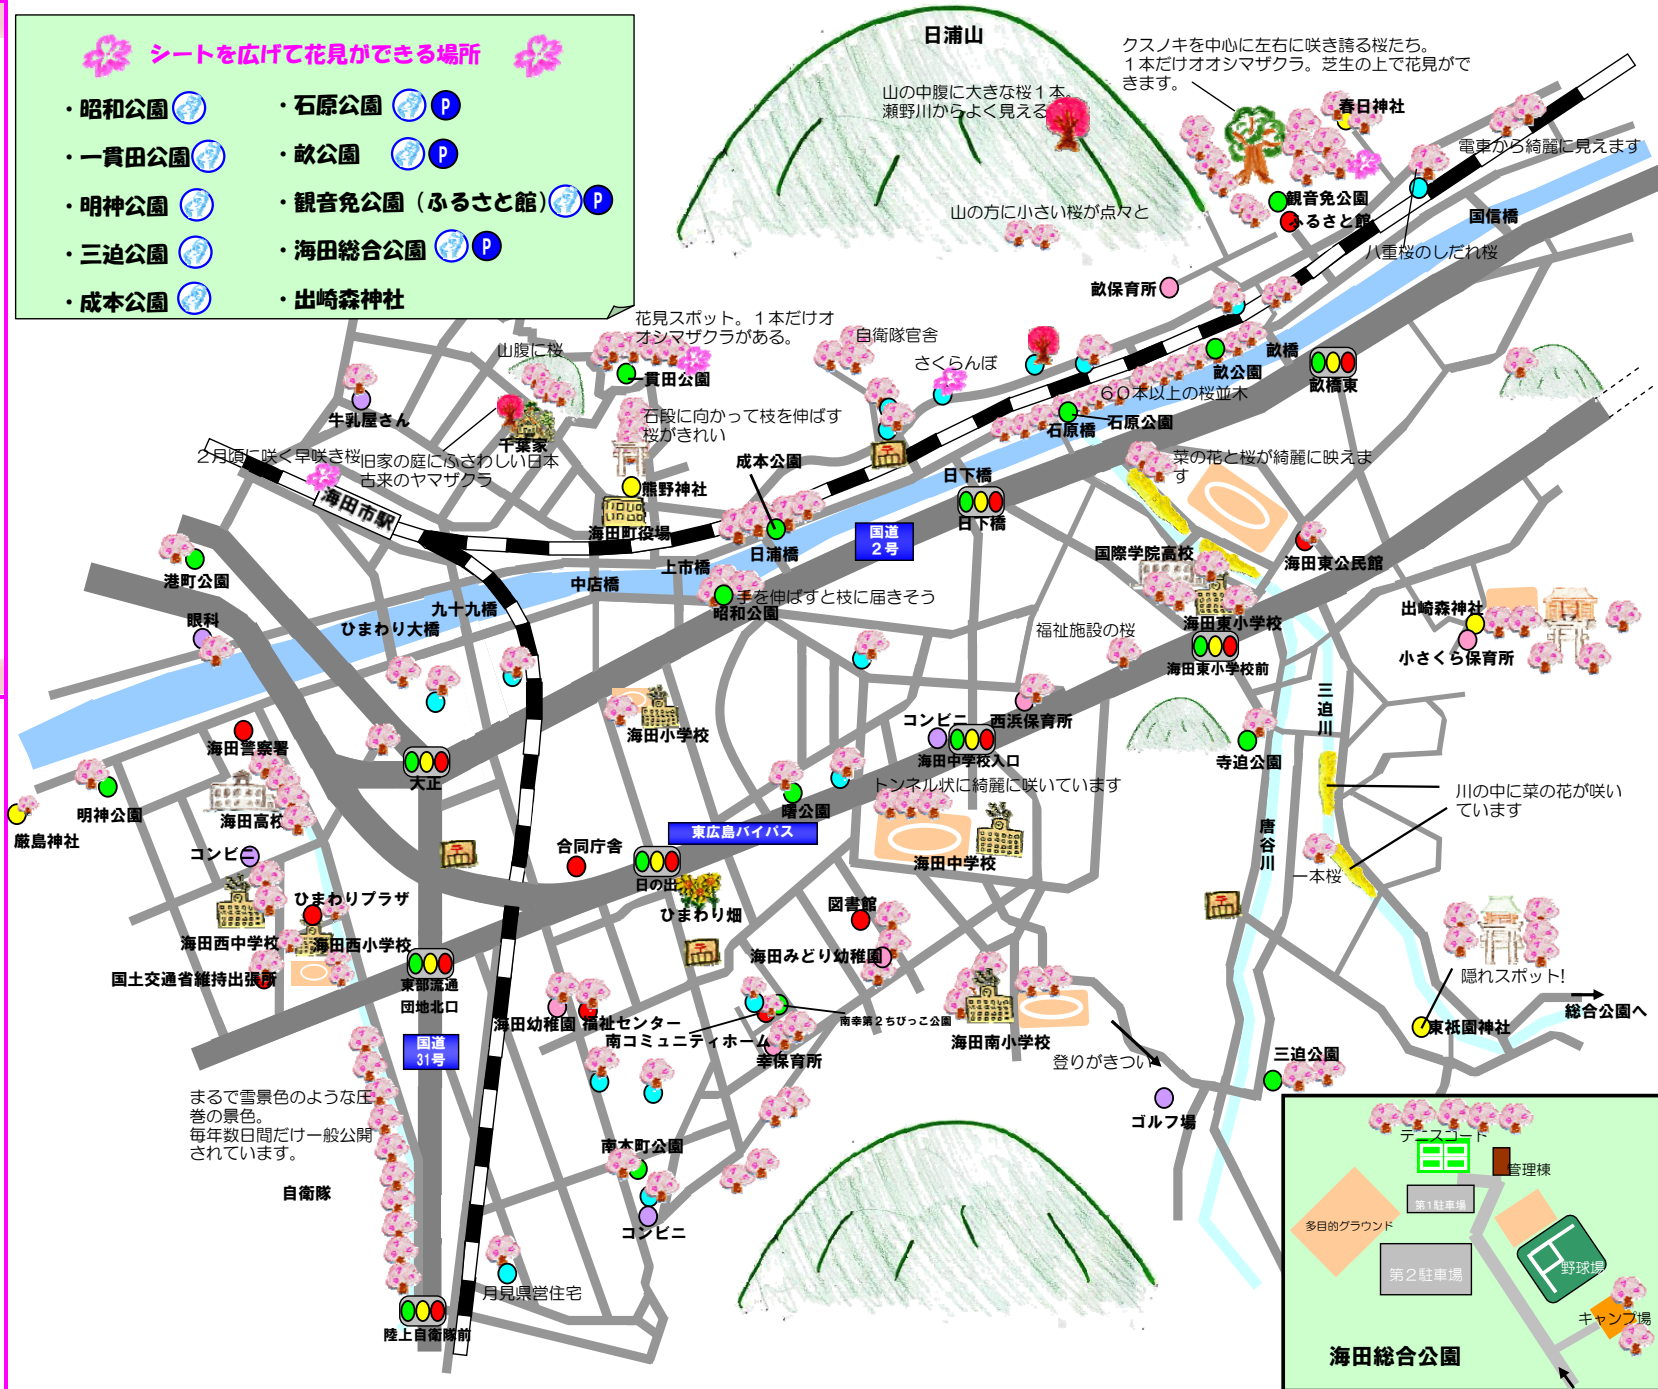 シートを広げて花見ができる場所
・昭和公園
・石原公園 P
・一貫田公園
・畝公園 P
・明神公園
・観音免公園（ふるさと館） P
・三迫公園
・海田総合公園 P
・成本公園
・出崎森神社
日浦山
山の中腹に大きな桜１本。
瀬野川からよく見える
クスノキを中心に左右に咲き誇る桜たち。
１本だけオオシマザクラ。芝生の上で花見がで
きます。
春日神社
電車から綺麗に見えます
観音免公園
ふるさと館
国信橋
山の方に小さい桜が点々と
八重桜のしだれ桜
畝保育所
花見スポット。１本だけオ
オシマザクラがある。
自衛隊官舎
山腹に桜
さくらんぼ
畝橋
畝公園
畝橋東
一貫田公園
６０本以上の桜並木
牛乳屋さん
石段に向かって枝を伸ばす
桜がきれい
石原橋
石原公園
千葉家
２月頃に咲く早咲き桜
旧家の庭にふさわしい日本
古来のヤマザクラ
成本公園
日下橋
菜の花と桜が綺麗に映えま
す
海田市駅
熊野神社
海田町役場
日下橋
国道
２号
日浦橋
国際学院高校
海田東公民館
港町公園
上市橋
中店橋
手を伸ばすと枝に届きそう
昭和公園
九十九橋
ひまわり大橋
眼科
出崎森神社
海田東小学校
福祉施設の桜
小さくら保育所
海田東小学校前
三迫川
海田小学校
コンビニ
西浜保育所
海田警察署
海田中学校入口
寺迫公園
大正
トンネル状に綺麗に咲いています
川の中に菜の花が咲い
ています
明神公園
曙公園
厳島神社
海田高校
東広島バイパス
唐谷川
コンビニ
合同庁舎
海田中学校
一本桜
日の出
ひまわりプラザ
ひまわり畑
図書館
海田西中学校
海田西小学校
海田みどり幼稚園
国土交通省維持出張所
東部流通
団地北口
隠れスポット!
総合公園へ
海田幼稚園
福祉センター
南幸第２ちびっこ公園
東祇園神社
南コミュニティホーム
海田南小学校
国道
31号
幸保育所
登りがきつい
三迫公園
まるで雪景色のような圧
巻の景色。
毎年数日間だけ一般公開
されています。
ゴルフ場
南本町公園
自衛隊
コンビニ
月見県営住宅
陸上自衛隊前
テニスコート
管理棟
第１駐車場
多目的グラウンド
第２駐車場
野球場
キャンプ場
海田総合公園